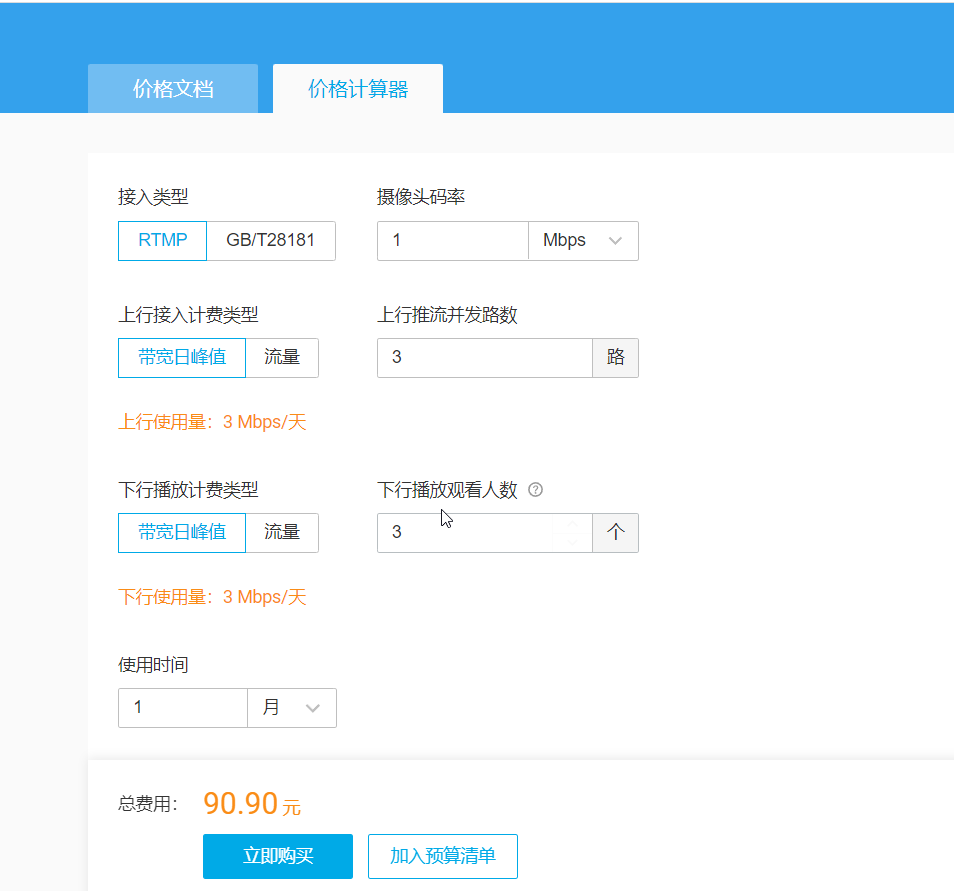 价格文档 价格计算器
接入类型 摄像头码率
RTMP GB/T28181 1 Mbps
上行接入计费类型 上行推流并发路数
带宽日峰值 流量 3 路
上行使用量：3 Mbps/天
下行播放计费类型 下行播放观看人数 ?
带宽日峰值 流量 3 个
下行使用量：3 Mbps/天
使用时间
1 月
总费用： 90.90 元
立即购买 加入预算清单